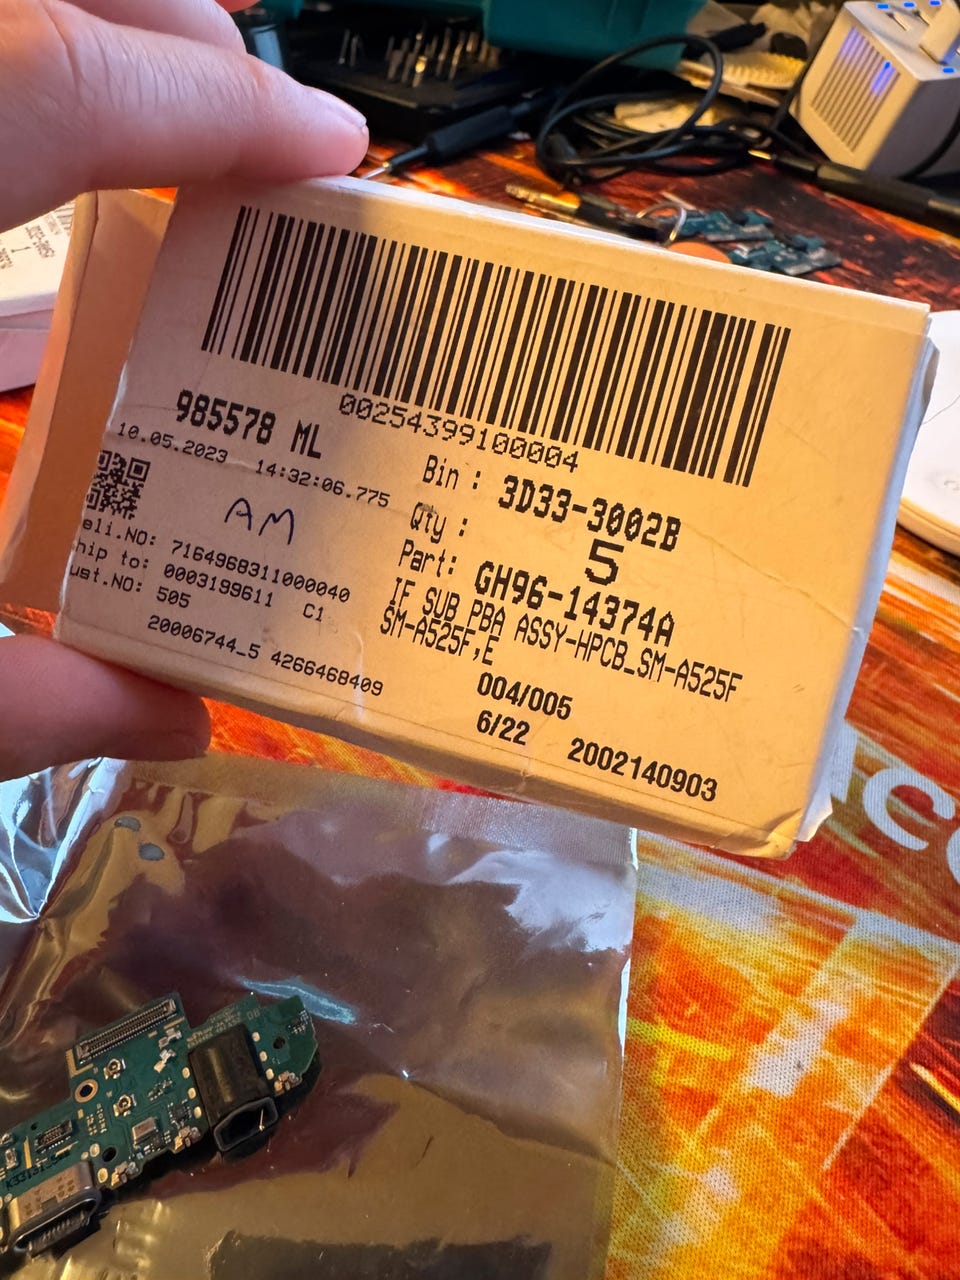 00254399100004
985578 ML
10.05.2023 14:32:06.775
Bin : 3D33-3002B
AM
Qty : 5
eli.NO: 7164968311000040
Part: GH96-14374A
hip to: 0003199611 C1
IF SUB PBA ASSY-HPCB_SM-A525F
ust.NO: 505
SM-A525F,E
20006744_5 4266468409
004/005
6/22 2002140903